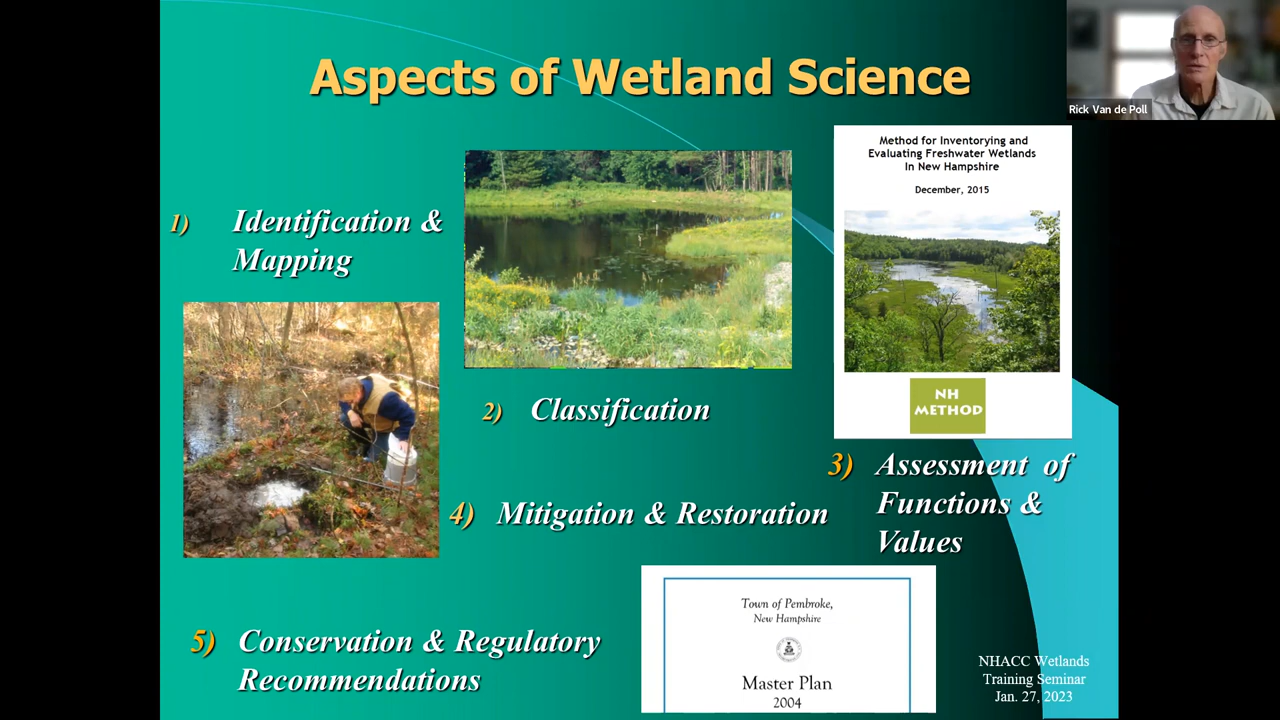 Aspects of Wetland Science
Rick Van de Poll
Method for Inventorying and
Evaluating Freshwater Wetlands
In New Hampshire
December, 2015
NH
METHOD
1) Identification &
Mapping
2) Classification
3) Assessment of
Functions &
Values
4) Mitigation & Restoration
5) Conservation & Regulatory
Recommendations
Town of Pembroke,
New Hampshire
Master Plan
2004
NHACC Wetlands
Training Seminar
Jan. 27, 2023